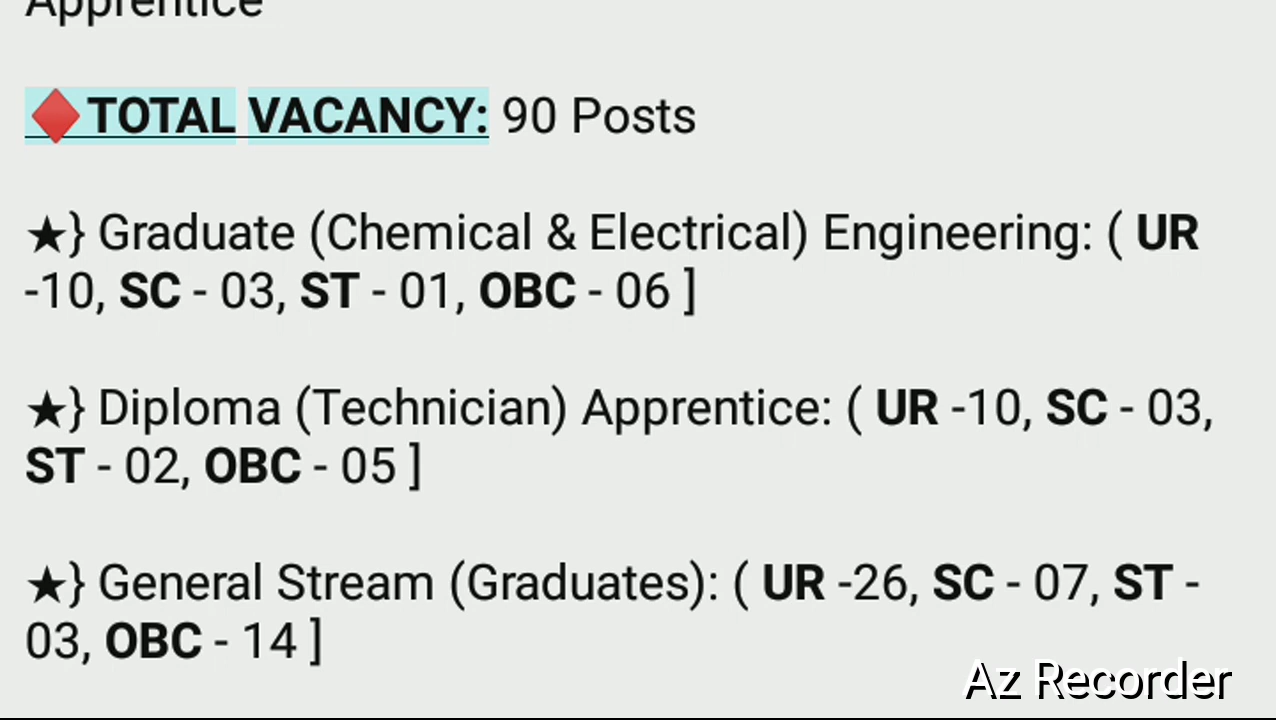 Apprentice
♦️TOTAL VACANCY: 90 Posts
★} Graduate (Chemical & Electrical) Engineering: ( UR
-10, SC - 03, ST - 01, OBC - 06 ]
★} Diploma (Technician) Apprentice: ( UR -10, SC - 03,
ST - 02, OBC - 05 ]
★} General Stream (Graduates): ( UR -26, SC - 07, ST -
03, OBC - 14 ]
Az Recorder